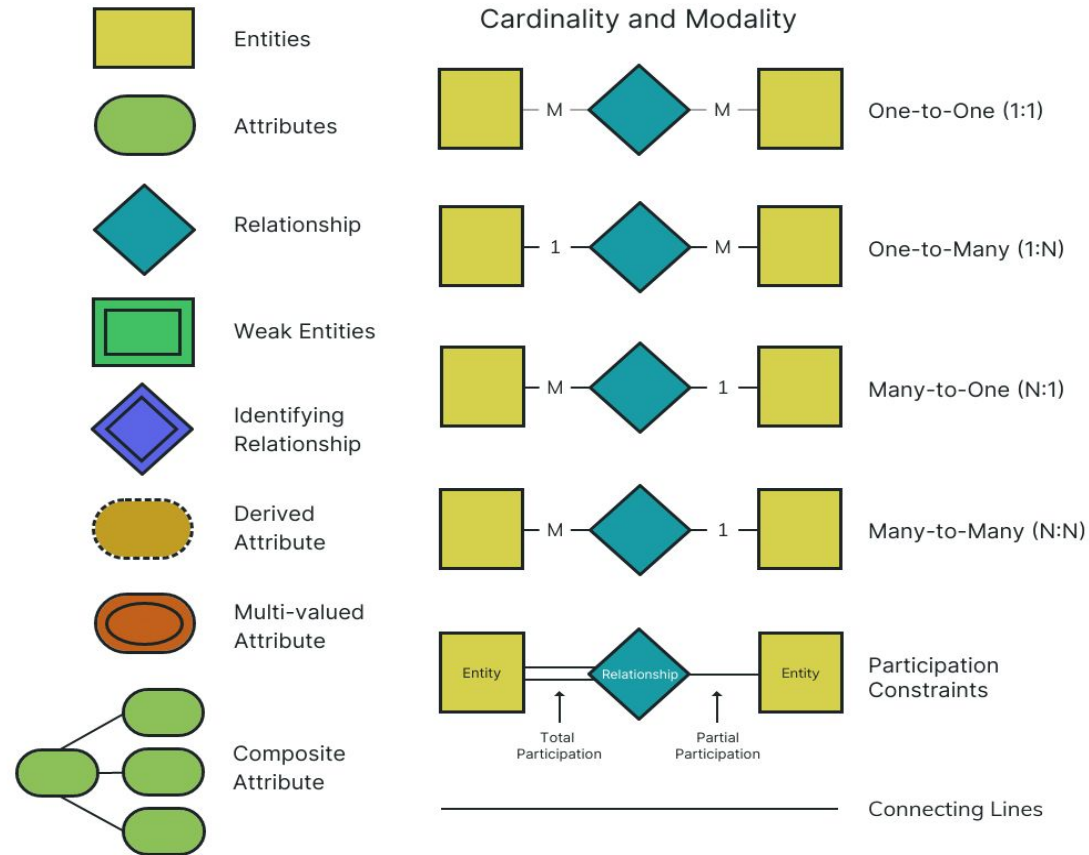 Entities
Attributes
Relationship
Weak Entities
Identifying
Relationship
Derived
Attribute
Multi-valued
Attribute
Composite
Attribute
Cardinality and Modality
M M One-to-One (1:1)
1 M One-to-Many (1:N)
M 1 Many-to-One (N:1)
M 1 Many-to-Many (N:N)
Entity Relationship Entity
Participation
Constraints
Total
Participation
Partial
Participation
Connecting Lines